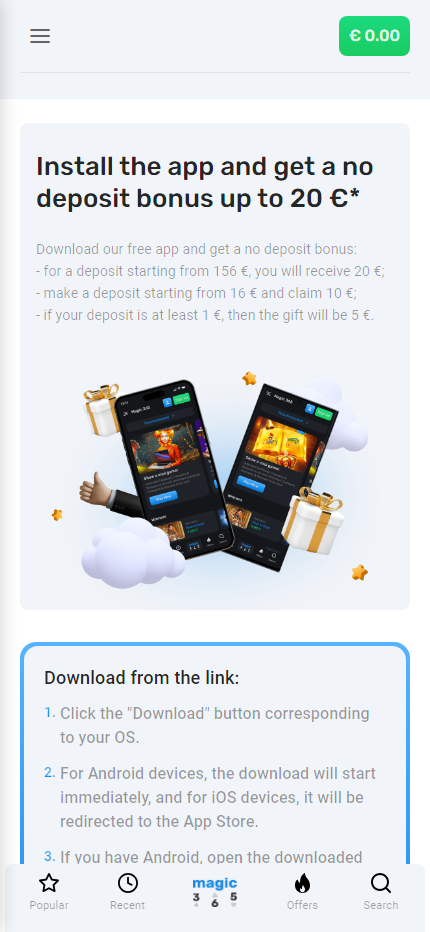 € 0.00
Install the app and get a no
deposit bonus up to 20 €*
Download our free app and get a no deposit bonus:
- for a deposit starting from 156 €, you will receive 20 €;
- make a deposit starting from 16 € and claim 10 €;
- if your deposit is at least 1 €, then the gift will be 5 €.
Magic 365
Magic 365
Download from the link:
1. Click the "Download" button corresponding
to your OS.
2. For Android devices, the download will start
immediately, and for iOS devices, it will be
redirected to the App Store.
3. If you have Android, open the downloaded
magic
3 6 5
Popular
Recent
Offers
Search